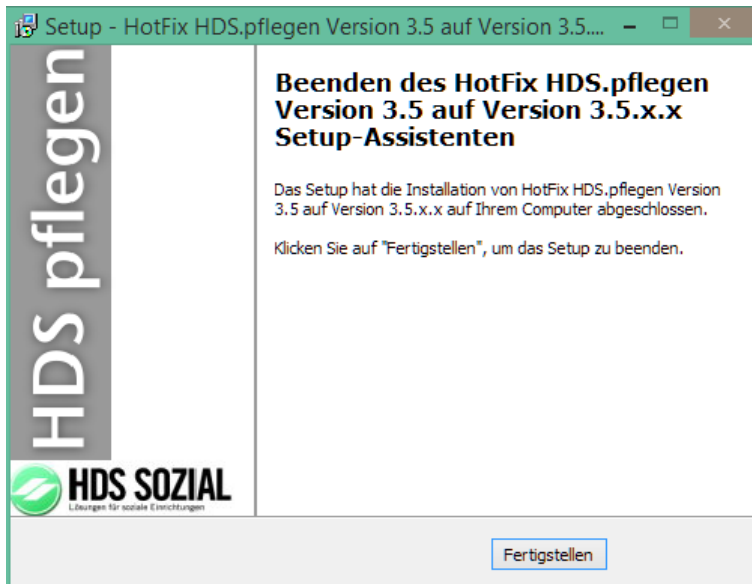 Setup - HotFix HDS.pflegen Version 3.5 auf Version 3.5....
HDS pflegen
HDS SOZIAL
Lösungen für soziale Einrichtungen
Beenden des HotFix HDS.pflegen
Version 3.5 auf Version 3.5.x.x
Setup-Assistenten
Das Setup hat die Installation von HotFix HDS.pflegen Version
3.5 auf Version 3.5.x.x auf Ihrem Computer abgeschlossen.
Klicken Sie auf "Fertigstellen", um das Setup zu beenden.
Fertigstellen